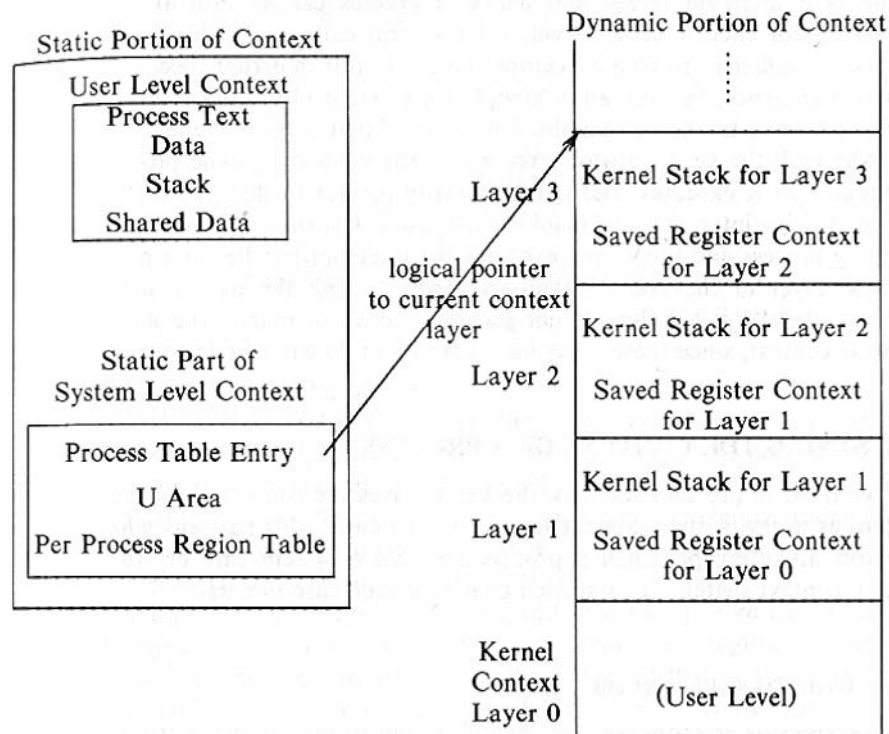 Static Portion of Context
User Level Context
Process Text
Data
Stack
Shared Data
Static Part of
System Level Context
Process Table Entry
U Area
Per Process Region Table
logical pointer
to current context
layer
Dynamic Portion of Context
Layer 3
Kernel Stack for Layer 3
Saved Register Context
for Layer 2
Layer 2
Kernel Stack for Layer 2
Saved Register Context
for Layer 1
Layer 1
Kernel Stack for Layer 1
Saved Register Context
for Layer 0
Kernel
Context
Layer 0
(User Level)